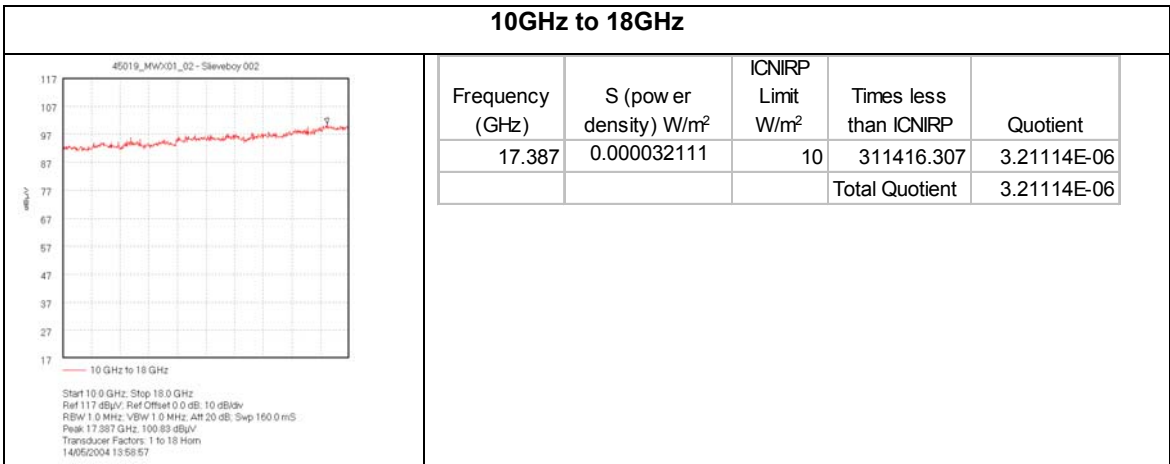 10GHz to 18GHz
45019_MWX01_02 - Slieveboy 002
117
107
97
87
77
67
57
47
37
27
17
dBµV
10 GHz to 18 GHz
Start 10.0 GHz; Stop 18.0 GHz
Ref 117 dBµV; Ref Offset 0.0 dB; 10 dB/div
RBW 1.0 MHz; VBW 1.0 MHz; Att 20 dB; Swp 160.0 mS
Peak 17.387 GHz, 100.83 dBµV
Transducer Factors: 1 to 18 Horn
14/05/2004 13:58:57
Frequency (GHz) S (power density) W/m² ICNIRP Limit W/m² Times less than ICNIRP Quotient
17.387 0.000032111 10 311416.307 3.21114E-06
Total Quotient 3.21114E-06